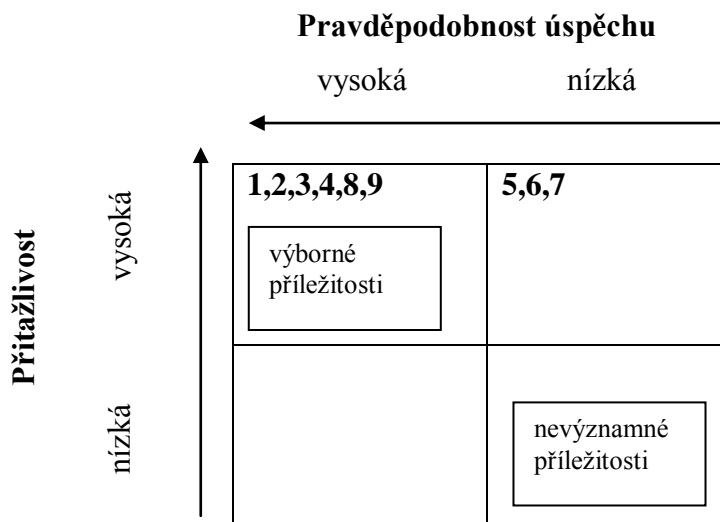 Pravděpodobnost úspěchu
vysoká nízká
Přitažlivost
vysoká
1,2,3,4,8,9 5,6,7
výborné
příležitosti
nízká
nevýznamné
příležitosti